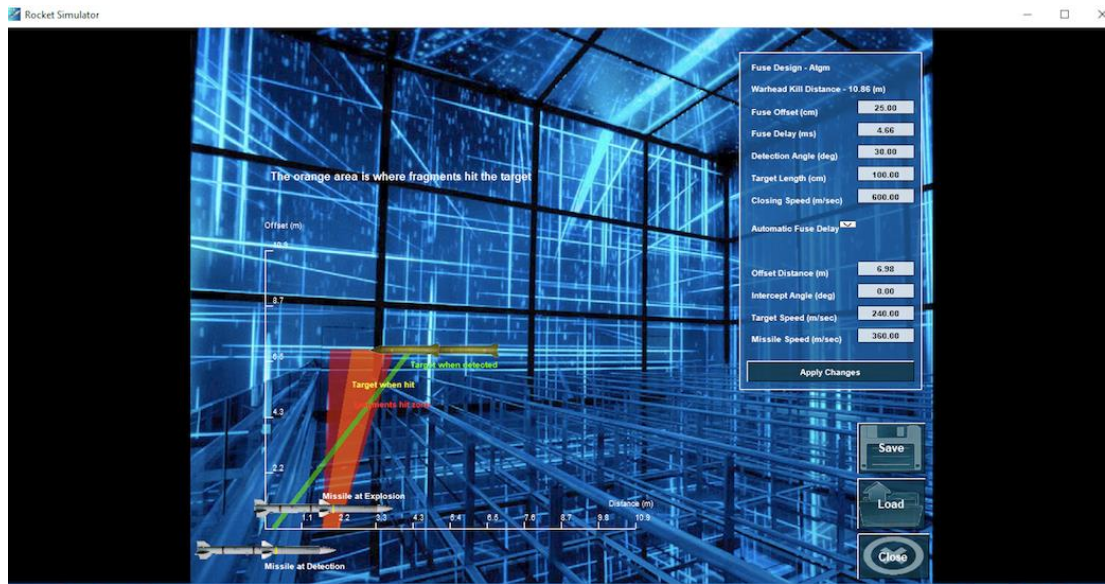 Rocket Simulator
Fuse Design - Atgm
Warhead Kill Distance - 10.86 (m)
Fuse Offset (cm) 25.00
Fuse Delay (ms) 4.66
Detection Angle (deg) 30.00
Target Length (cm) 100.00
Closing Speed (m/sec) 600.00
Automatic Fuse Delay
Offset Distance (m) 6.98
Intercept Angle (deg) 0.00
Target Speed (m/sec) 240.00
Missile Speed (m/sec) 360.00
Apply Changes
Save
Load
Close
The orange area is where fragments hit the target
Offset (m)
10.9
8.7
6.5
4.3
2.2
Target when detected
Target when hit
hit zone
Missile at Explosion
Distance (m)
1.1 2.2 3.3 4.3 5.4 6.5 7.6 8.7 9.8 10.9
Missile at Detection